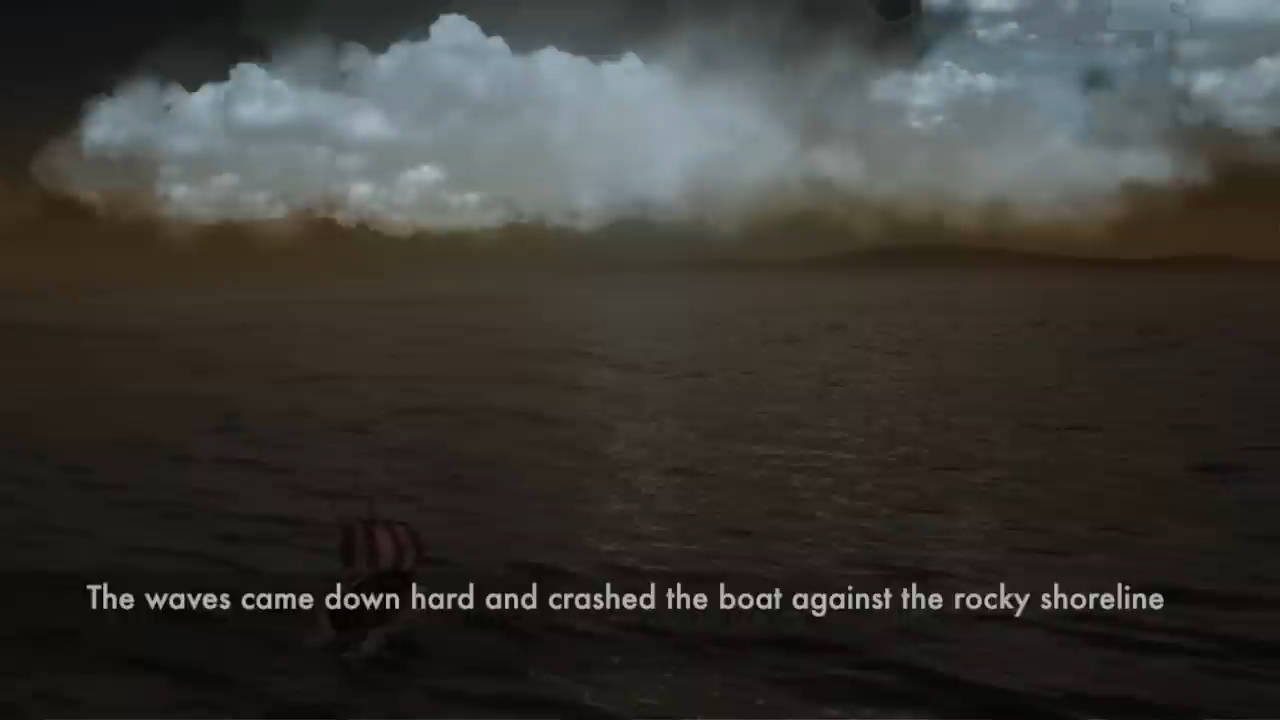 The waves came down hard and crashed the boat against the rocky shoreline